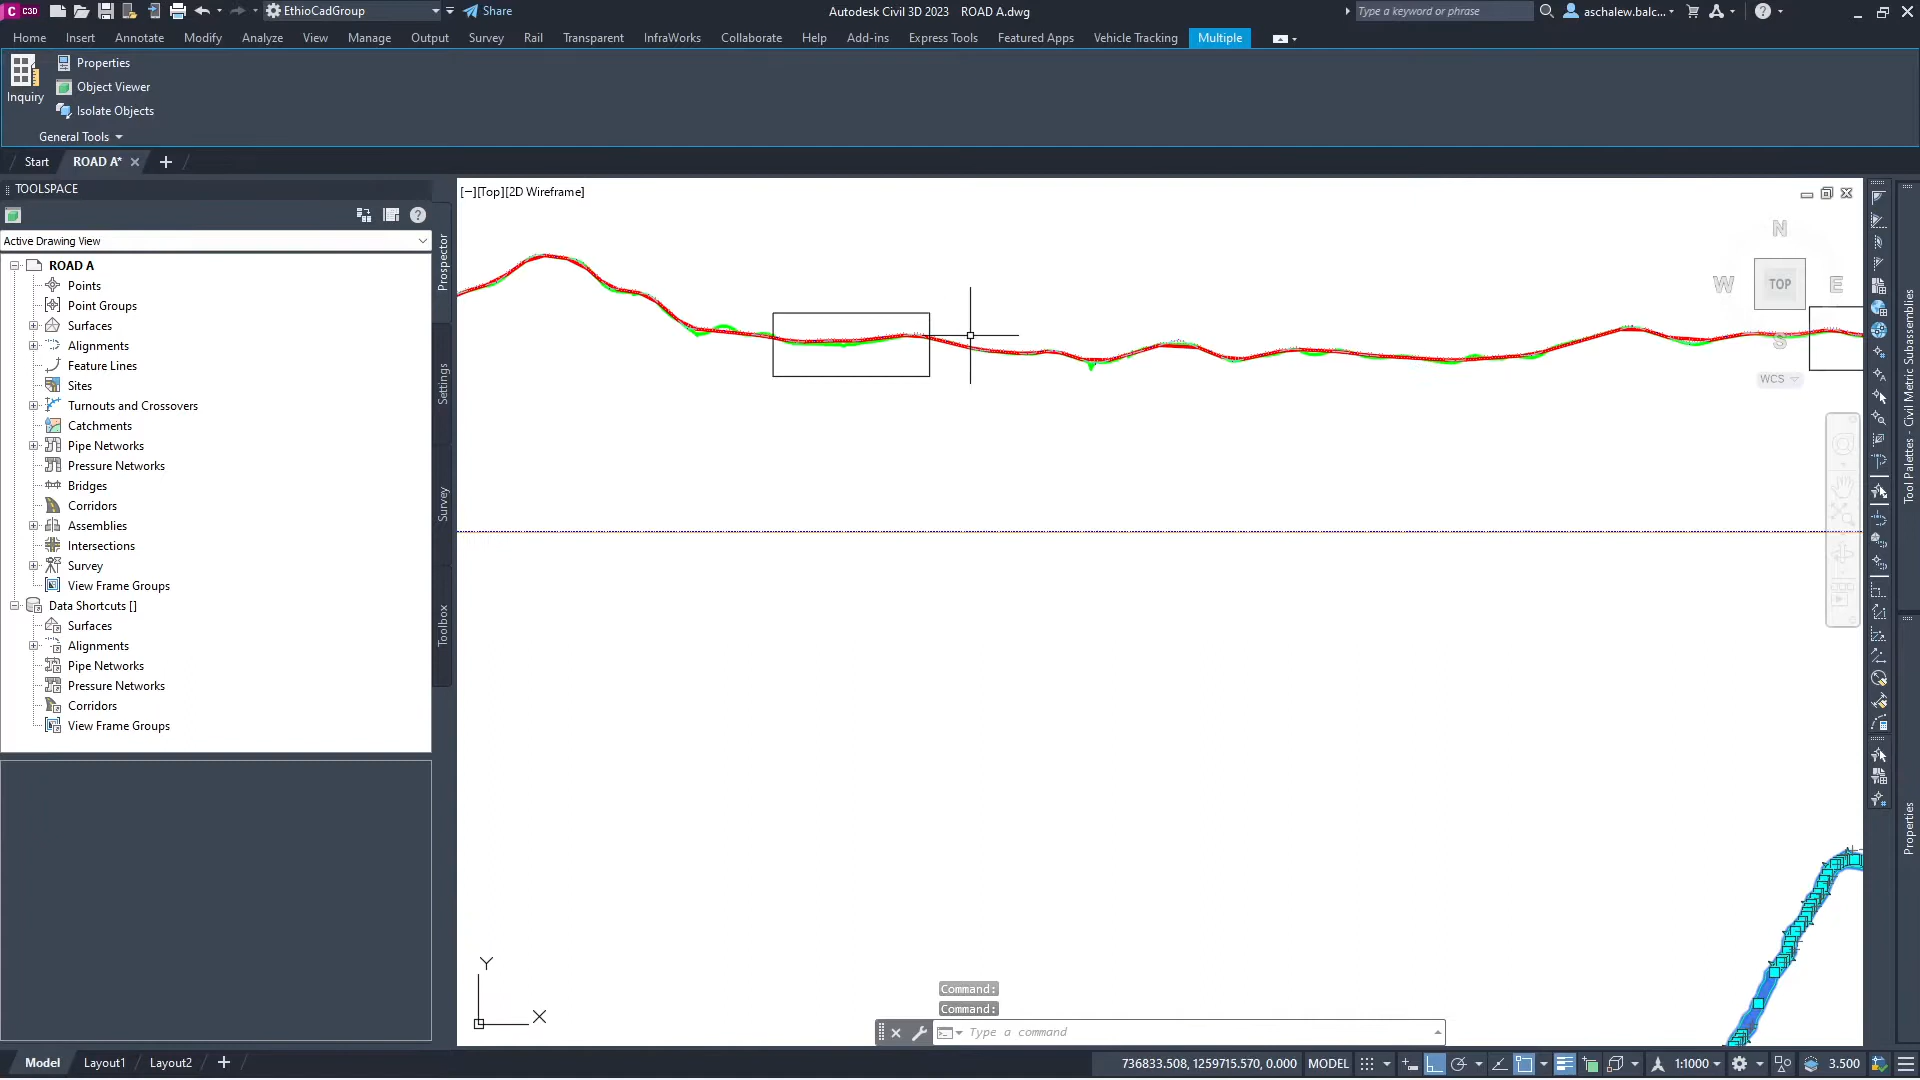 C C3D EthioCadGroup Share Autodesk Civil 3D 2023 ROAD A.dwg Type a keyword or phrase aschalew.balc...
Home Insert Annotate Modify Analyze View Manage Output Survey Rail Transparent InfraWorks Collaborate Help Add-ins Express Tools Featured Apps Vehicle Tracking Multiple
Inquiry
Properties
Object Viewer
Isolate Objects
General Tools
Start ROAD A*
TOOLSPACE
Active Drawing View
ROAD A
Points
Point Groups
Surfaces
Alignments
Feature Lines
Sites
Turnouts and Crossovers
Catchments
Pipe Networks
Pressure Networks
Bridges
Corridors
Assemblies
Intersections
Survey
View Frame Groups
Data Shortcuts []
Surfaces
Alignments
Pipe Networks
Pressure Networks
Corridors
View Frame Groups
Prospector
Settings
Survey
Toolbox
[−][Top][2D Wireframe]
N
W TOP E
S
WCS
Tool Palettes - Civil Metric Subassemblies
Properties
Y
X
Command:
Command:
Type a command
Model Layout1 Layout2
736833.508, 1259715.570, 0.000 MODEL 1:1000 3.500